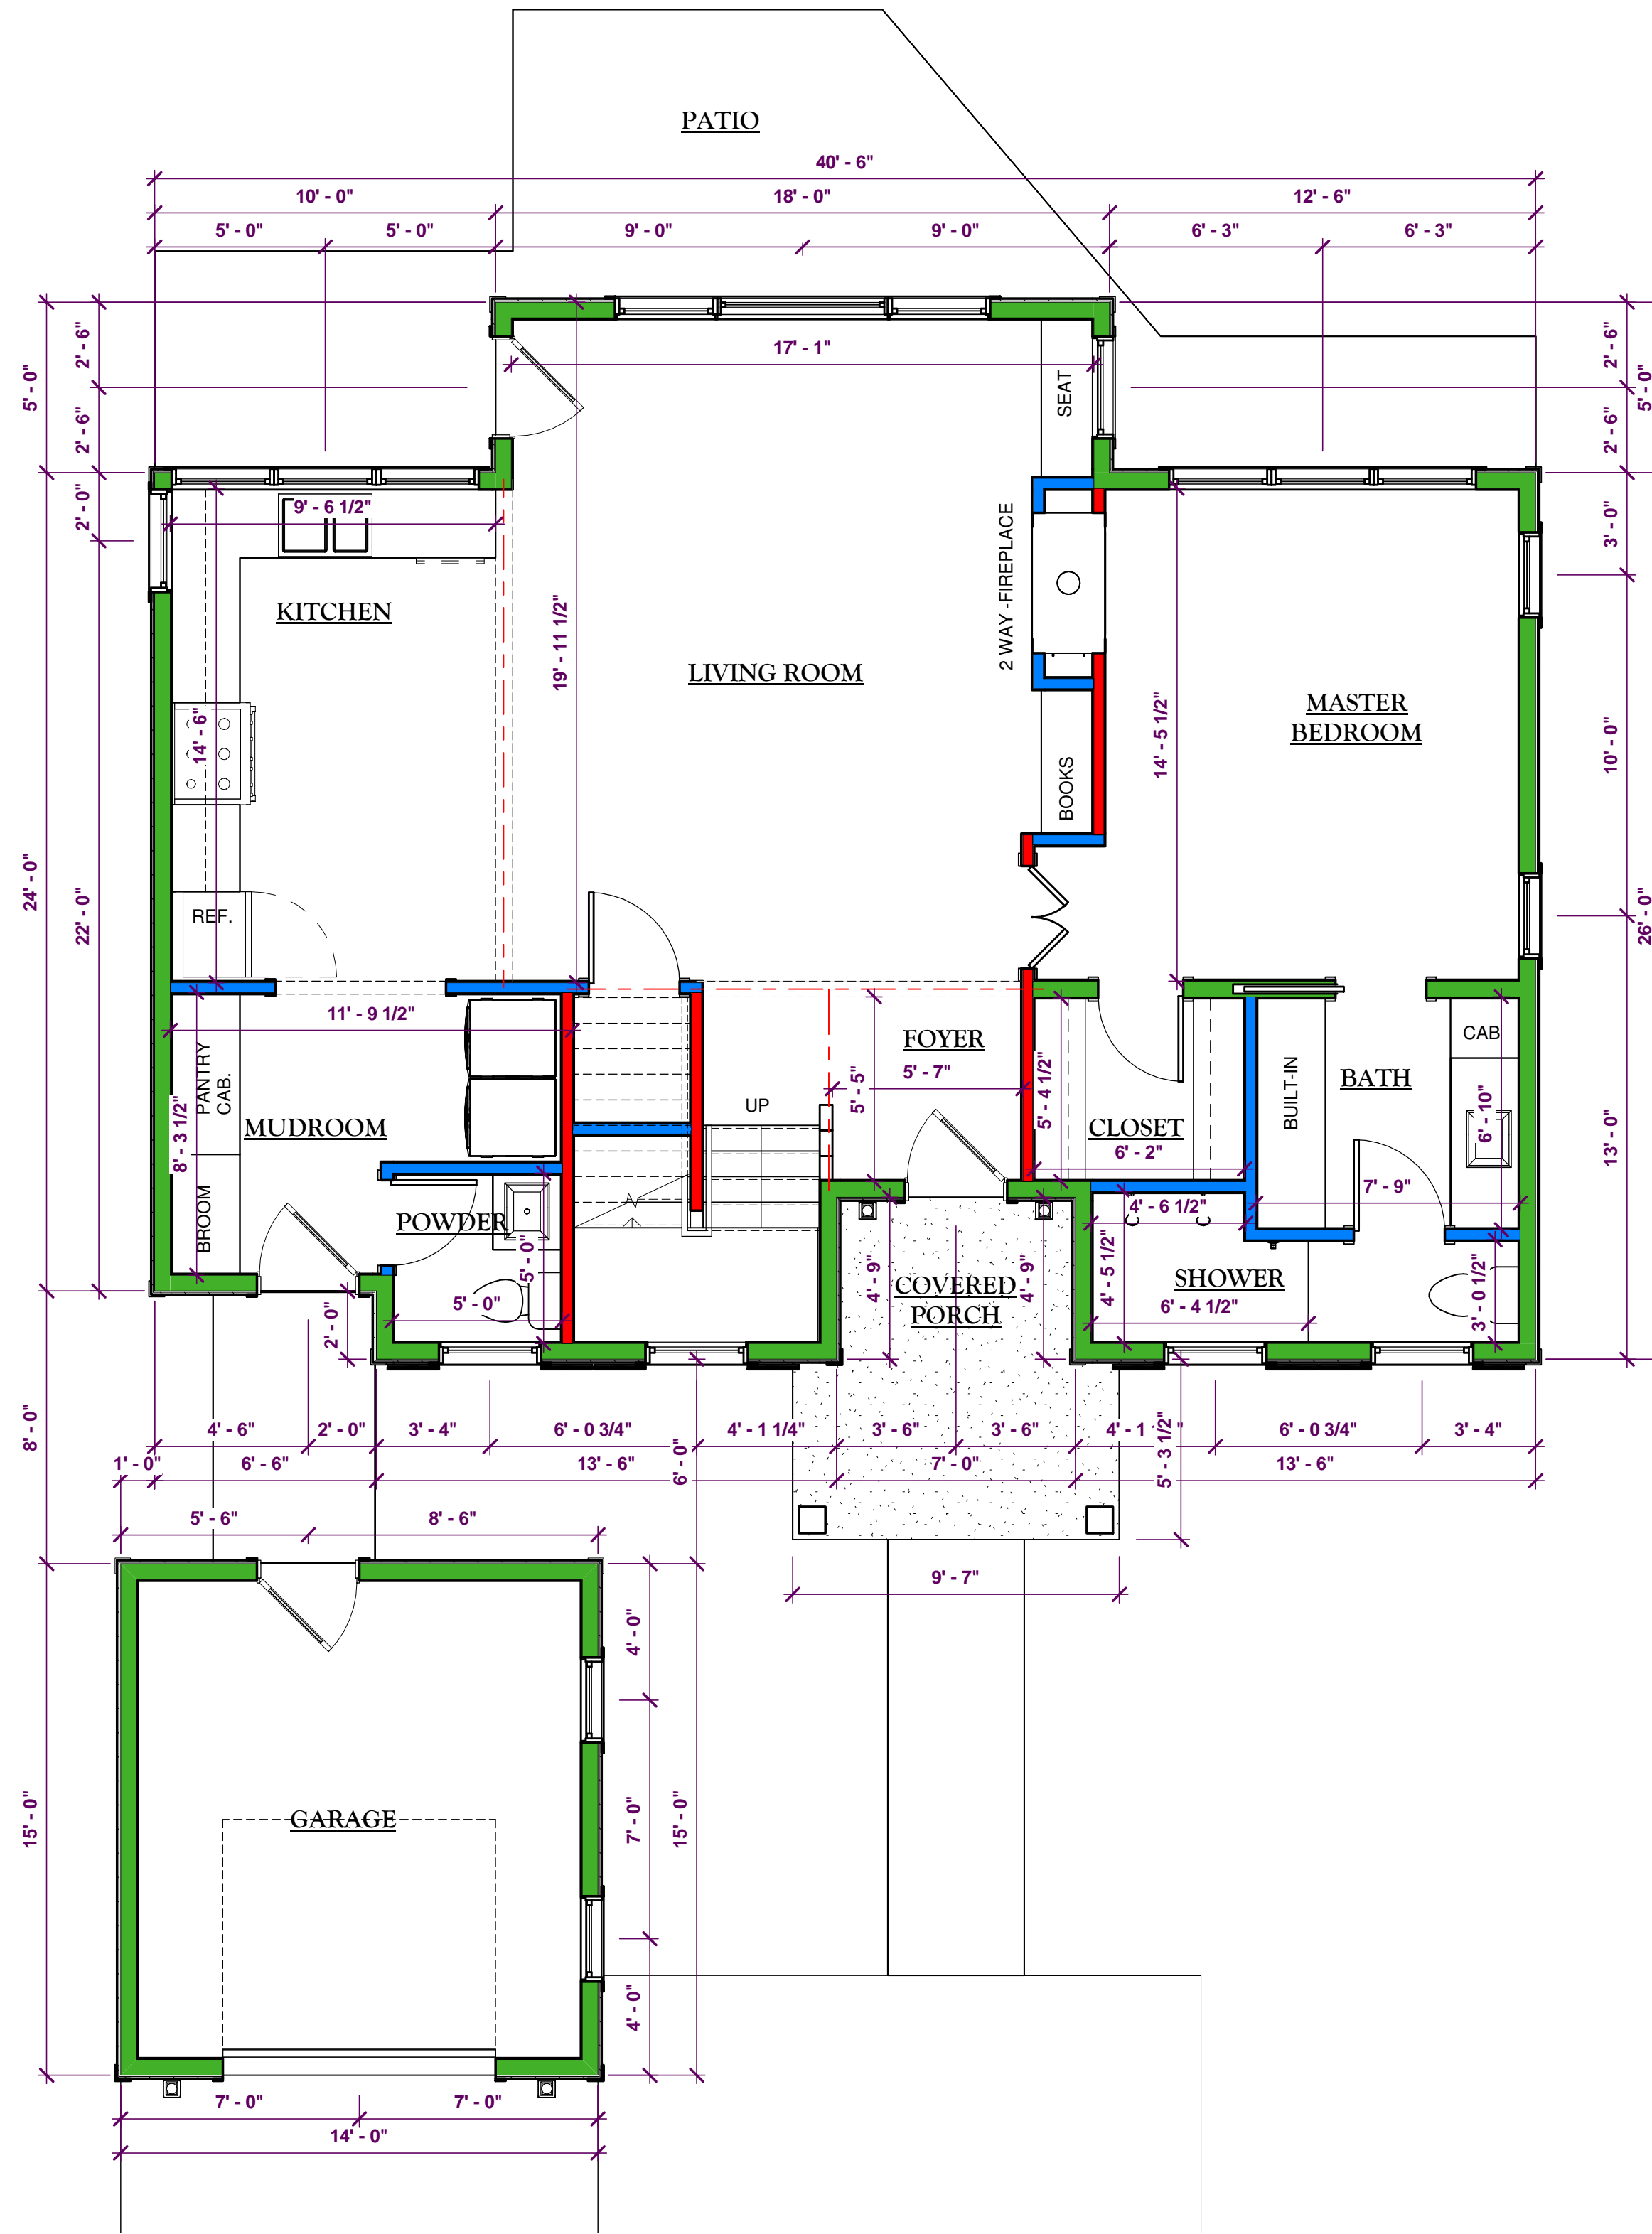 PATIO
40' - 6"
10' - 0"
18' - 0"
12' - 6"
5' - 0"
5' - 0"
9' - 0"
9' - 0"
6' - 3"
6' - 3"
5' - 0"
2' - 6"
2' - 6"
2' - 0"
17' - 1"
SEAT
2' - 6"
2' - 6"
5' - 0"
3' - 0"
9' - 6 1/2"
KITCHEN
19' - 11 1/2"
LIVING ROOM
2 WAY -FIREPLACE
MASTER
BEDROOM
14' - 6"
14' - 5 1/2"
10' - 0"
BOOKS
24' - 0"
22' - 0"
REF.
26' - 0"
11' - 9 1/2"
FOYER
5' - 7"
5' - 5"
5' - 4 1/2"
CAB
BATH
BUILT-IN
PANTRY
CAB.
8' - 3 1/2"
MUDROOM
UP
CLOSET
6' - 2"
6' - 10"
13' - 0"
7' - 9"
4' - 6 1/2"
BROOM
POWDER
5' - 0"
5' - 0"
2' - 0"
4' - 9"
COVERED
PORCH
4' - 9"
4' - 5 1/2"
SHOWER
6' - 4 1/2"
3' - 0 1/2"
8' - 0"
4' - 6"
2' - 0"
3' - 4"
6' - 0 3/4"
4' - 1 1/4"
3' - 6"
3' - 6"
4' - 1
"
6' - 0 3/4"
3' - 4"
1' - 0"
6' - 6"
13' - 6"
6' - 0"
7' - 0"
5' - 3 1/2"
13' - 6"
5' - 6"
8' - 6"
9' - 7"
4' - 0"
GARAGE
15' - 0"
7' - 0"
15' - 0"
4' - 0"
7' - 0"
7' - 0"
14' - 0"